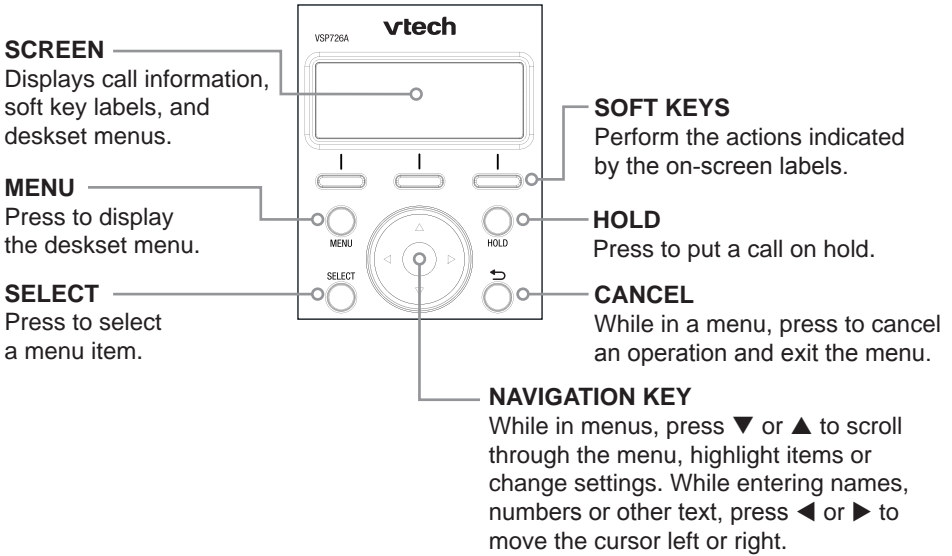 vtech
VSP726A
SCREEN
Displays call information,
soft key labels, and
deskset menus.
MENU
Press to display
the deskset menu.
SELECT
Press to select
a menu item.
MENU
HOLD
SELECT
SOFT KEYS
Perform the actions indicated
by the on-screen labels.
HOLD
Press to put a call on hold.
CANCEL
While in a menu, press to cancel
an operation and exit the menu.
NAVIGATION KEY
While in menus, press ▼ or ▲ to scroll
through the menu, highlight items or
change settings. While entering names,
numbers or other text, press ◀ or ▶ to
move the cursor left or right.